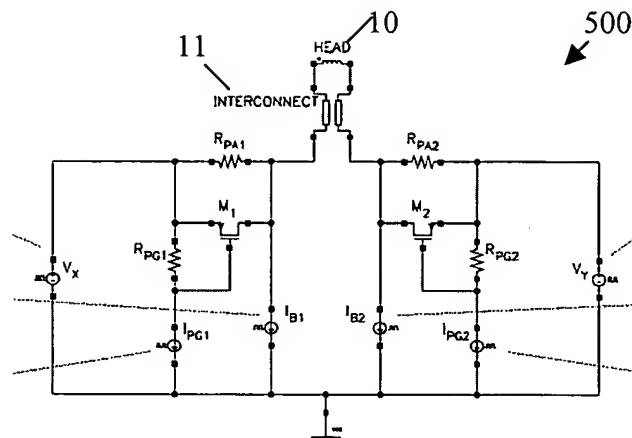 10
500
11
HEAD
INTERCONNECT
RPA1
RPA2
M1
M2
RPG1
RPG2
VX
VY
IB1
IB2
IPG1
IPG2